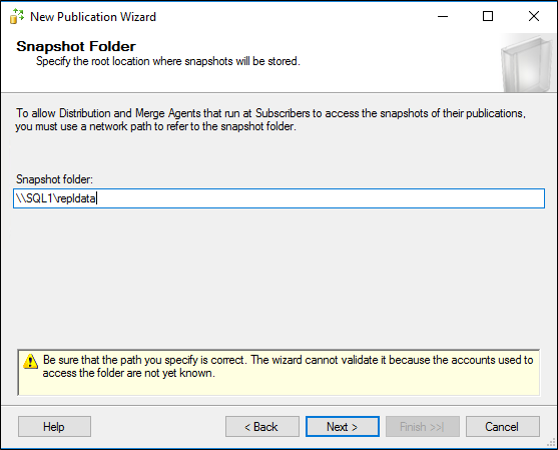 New Publication Wizard
Snapshot Folder
Specify the root location where snapshots will be stored.
To allow Distribution and Merge Agents that run at Subscribers to access the snapshots of their publications,
you must use a network path to refer to the snapshot folder.
Snapshot folder:
\\SQL1\repldata
Be sure that the path you specify is correct. The wizard cannot validate it because the accounts used to
access the folder are not yet known.
Help
< Back
Next >
Finish >>|
Cancel